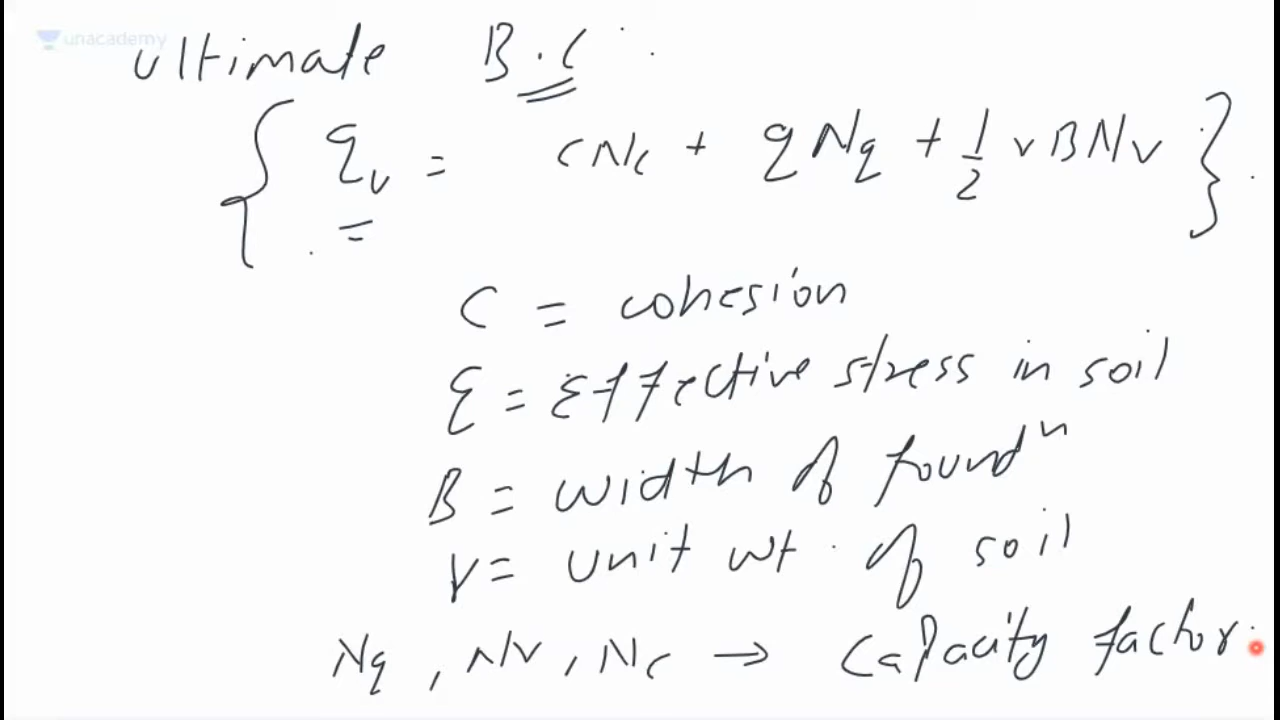 unacademy
ultimate B.C.
{ qu = cNc + qNq + 1/2 γBNγ }.
C = cohesion
q = Effective stress in soil
B = width of foundⁿ
γ = unit wt. of soil
Nq, Nγ, Nc → Capacity factor.